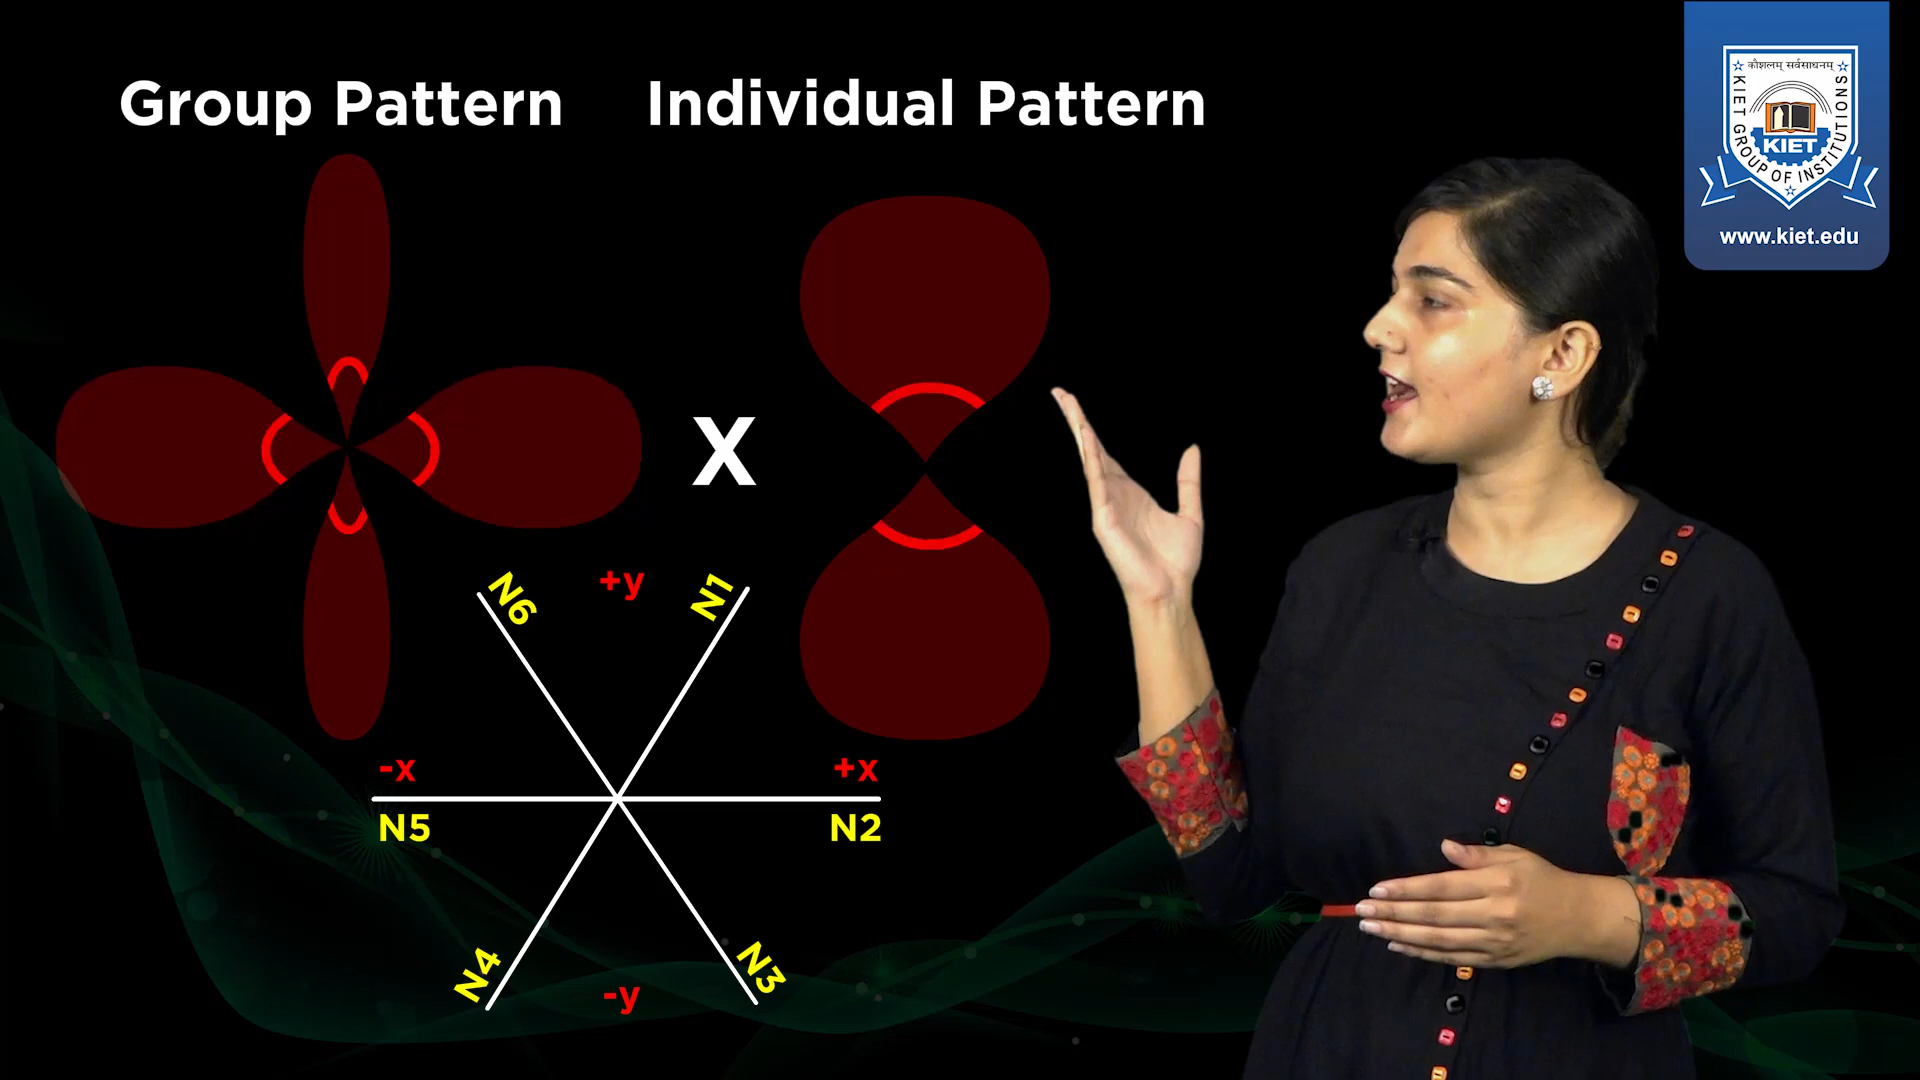 Group Pattern
Individual Pattern
X
+y
N6
N1
-x
+x
N5
N2
N4
N3
-y
कौशलम् सर्वसाधनम्
KIET GROUP OF INSTITUTIONS
KIET
www.kiet.edu